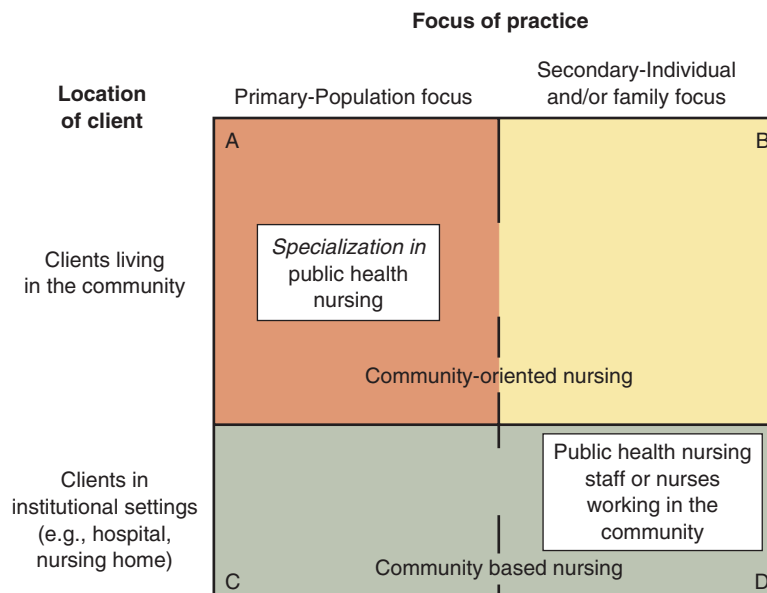 Focus of practice
Location
of client
Primary-Population focus
Secondary-Individual
and/or family focus
A
B
Clients living
in the community
Specialization in
public health
nursing
Community-oriented nursing
Clients in
institutional settings
(e.g., hospital,
nursing home)
Public health nursing
staff or nurses
working in the
community
Community based nursing
C
D